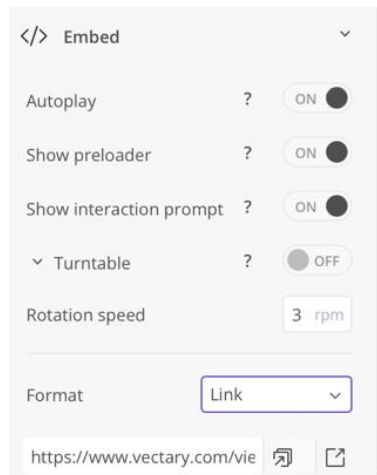 </> Embed
Autoplay ? ON
Show preloader ? ON
Show interaction prompt ? ON
Turntable ? OFF
Rotation speed 3 rpm
Format Link
https://www.vectary.com/vie